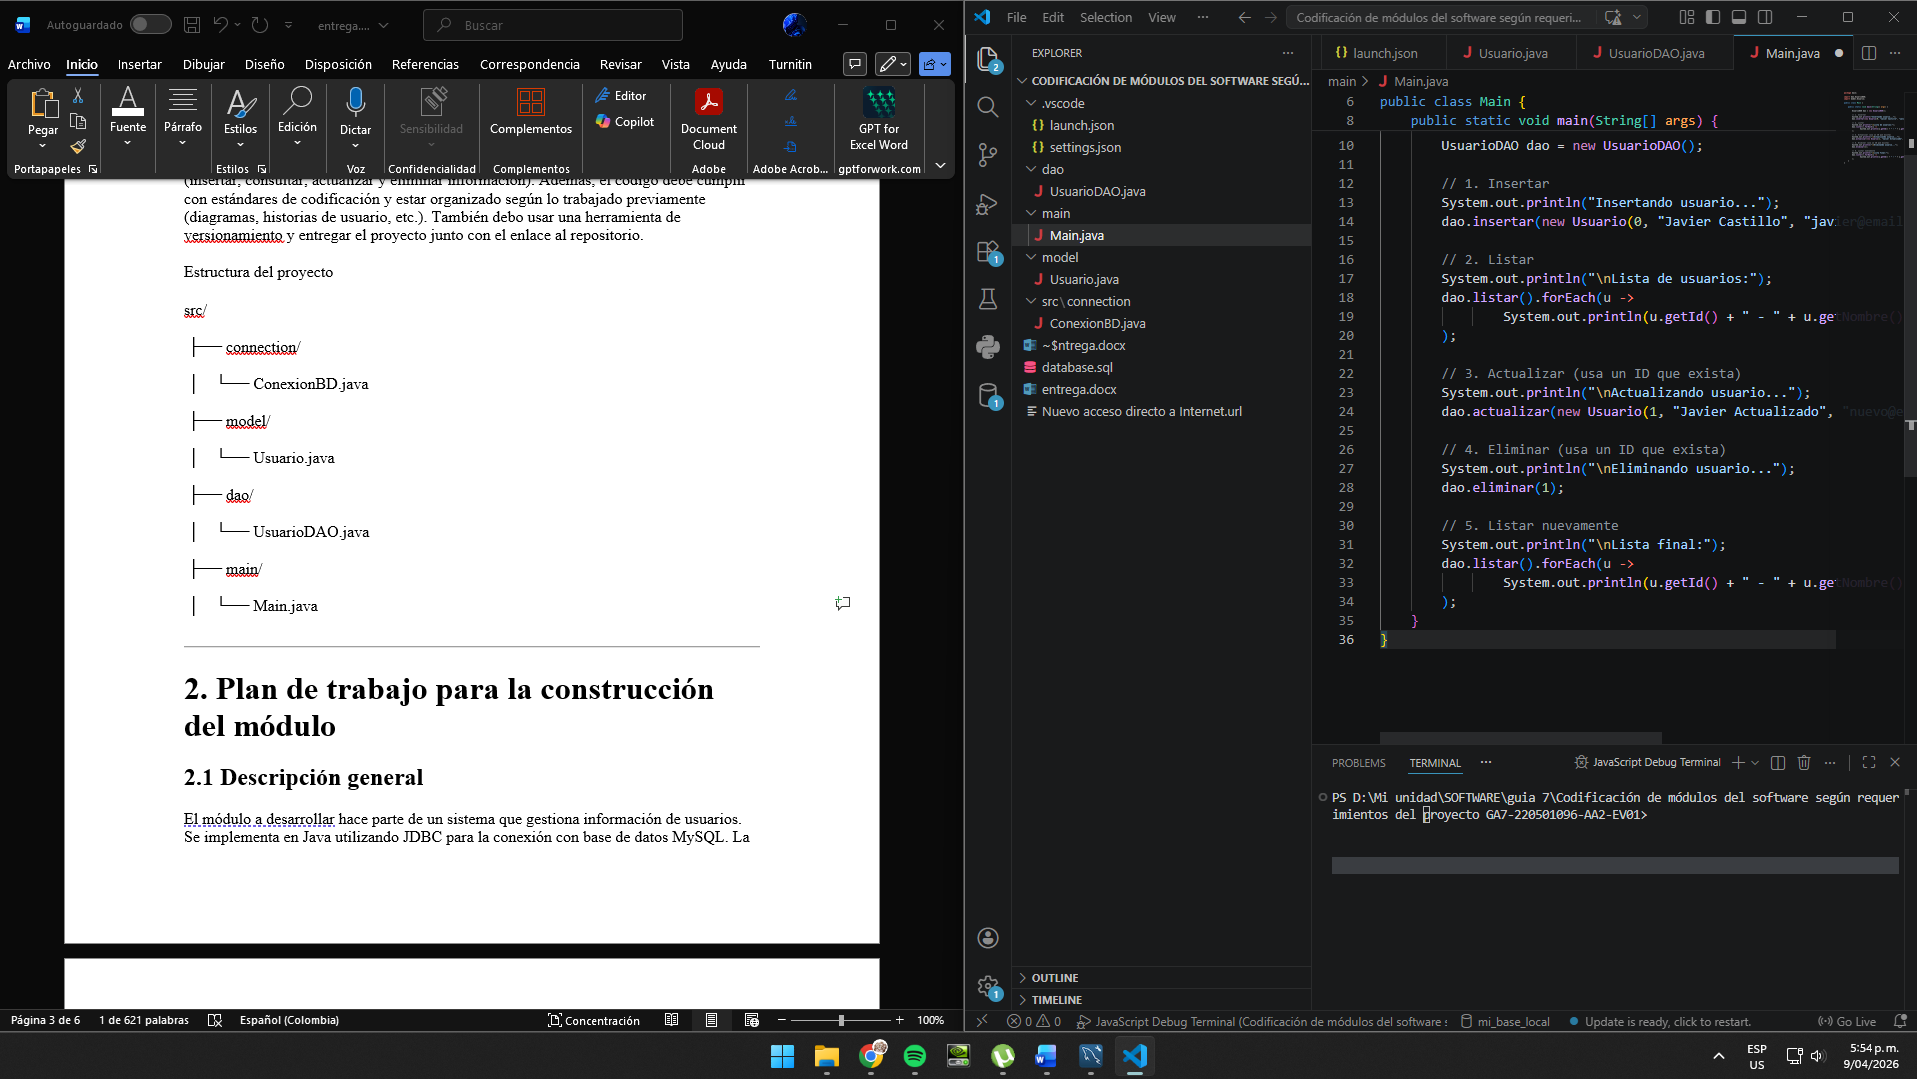 Autoguardado
entrega....
Buscar
Archivo Inicio Insertar Dibujar Diseño Disposición Referencias Correspondencia Revisar Vista Ayuda Turnitin
Pegar
Fuente
Párrafo
Estilos
Edición
Dictar
Sensibilidad
Complementos
Editor
Copilot
Document Cloud
GPT for Excel Word
Portapapeles
Estilos
Voz
Confidencialidad
Complementos
Adobe
Adobe Acrob...
gptforwork.com
(insertar, consultar, actualizar y eliminar información). Además, el código debe cumplir
con estándares de codificación y estar organizado según lo trabajado previamente
(diagramas, historias de usuario, etc.). También debo usar una herramienta de
versionamiento y entregar el proyecto junto con el enlace al repositorio.
Estructura del proyecto
src/
├── connection/
│ └── ConexionBD.java
├── model/
│ └── Usuario.java
├── dao/
│ └── UsuarioDAO.java
├── main/
│ └── Main.java
2. Plan de trabajo para la construcción
del módulo
2.1 Descripción general
El módulo a desarrollar hace parte de un sistema que gestiona información de usuarios.
Se implementa en Java utilizando JDBC para la conexión con base de datos MySQL. La
Página 3 de 6 1 de 621 palabras Español (Colombia) Concentración 100%
File Edit Selection View ···
Codificación de módulos del software según requeri...
EXPLORER
CODIFICACIÓN DE MÓDULOS DEL SOFTWARE SEGÚ...
.vscode
launch.json
settings.json
dao
UsuarioDAO.java
main
Main.java
model
Usuario.java
src\connection
ConexionBD.java
~$ntrega.docx
database.sql
entrega.docx
Nuevo acceso directo a Internet.url
OUTLINE
TIMELINE
launch.json Usuario.java UsuarioDAO.java Main.java
main > Main.java
6 public class Main {
8 public static void main(String[] args) {
10 UsuarioDAO dao = new UsuarioDAO();
11
12 // 1. Insertar
13 System.out.println("Insertando usuario...");
14 dao.insertar(new Usuario(0, "Javier Castillo", "javier@email
15
16 // 2. Listar
17 System.out.println("\nLista de usuarios:");
18 dao.listar().forEach(u ->
19 System.out.println(u.getId() + " - " + u.getNombre()
20 );
21
22 // 3. Actualizar (usa un ID que exista)
23 System.out.println("\nActualizando usuario...");
24 dao.actualizar(new Usuario(1, "Javier Actualizado", "nuevo@e
25
26 // 4. Eliminar (usa un ID que exista)
27 System.out.println("\nEliminando usuario...");
28 dao.eliminar(1);
29
30 // 5. Listar nuevamente
31 System.out.println("\nLista final:");
32 dao.listar().forEach(u ->
33 System.out.println(u.getId() + " - " + u.getNombre()
34 );
35 }
36 }
PROBLEMS TERMINAL ··· JavaScript Debug Terminal
PS D:\Mi unidad\SOFTWARE\guia 7\Codificación de módulos del software según requer
imientos del proyecto GA7-220501096-AA2-EV01>
0 0 JavaScript Debug Terminal (Codificación de módulos del software s mi_base_local Update is ready, click to restart. Go Live
ESP
US
5:54 p. m.
9/04/2026